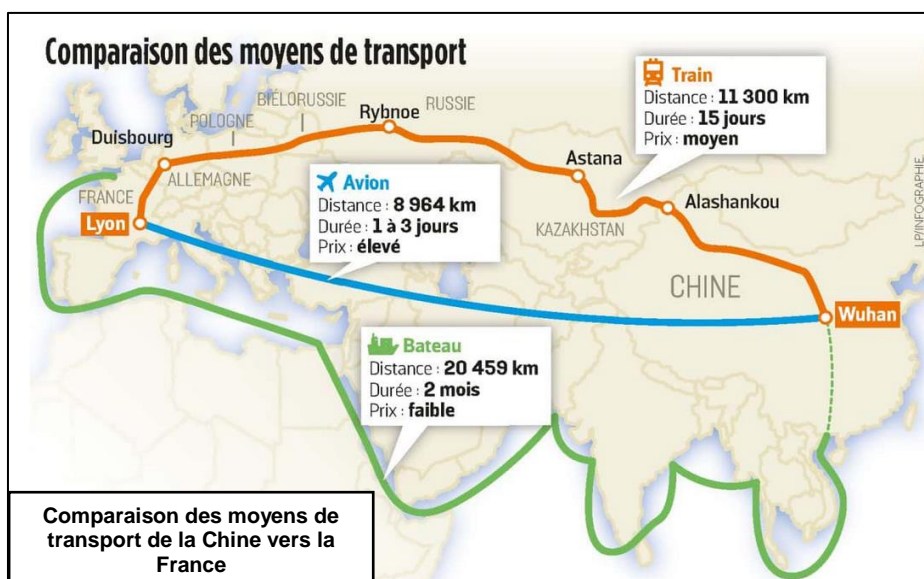 Comparaison des moyens de transport
Train
Distance : 11 300 km
Durée : 15 jours
Prix : moyen
BIÉLORUSSIE
POLOGNE
Rybnoe
RUSSIE
Duisbourg
ALLEMAGNE
FRANCE
Lyon
Avion
Distance : 8 964 km
Durée : 1 à 3 jours
Prix : élevé
Astana
KAZAKHSTAN
Alashankou
CHINE
Wuhan
LP/INFOGRAPHIE
Bateau
Distance : 20 459 km
Durée : 2 mois
Prix : faible
Comparaison des moyens de
transport de la Chine vers la
France